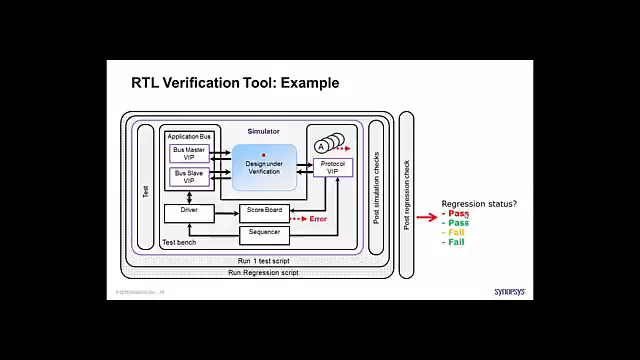 RTL Verification Tool: Example
Simulator
Application Bus
Bus Master
VIP
Bus Slave
VIP
Design under
Verification
A
Protocol
VIP
Test
Driver
Score Board
Error
Sequencer
Test bench
Post simulation checks
Post regression check
Run 1 test script
Run Regression script
Regression status?
- Pass
- Pass
- Fail
- Fail
SYNOPSYS